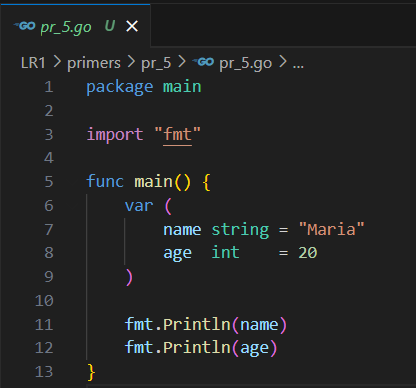 GO pr_5.go U ×
LR1 > primers > pr_5 > GO pr_5.go > ...
1 package main
2
3 import "fmt"
4
5 func main() {
6     var (
7         name string = "Maria"
8         age  int    = 20
9     )
10
11     fmt.Println(name)
12     fmt.Println(age)
13 }